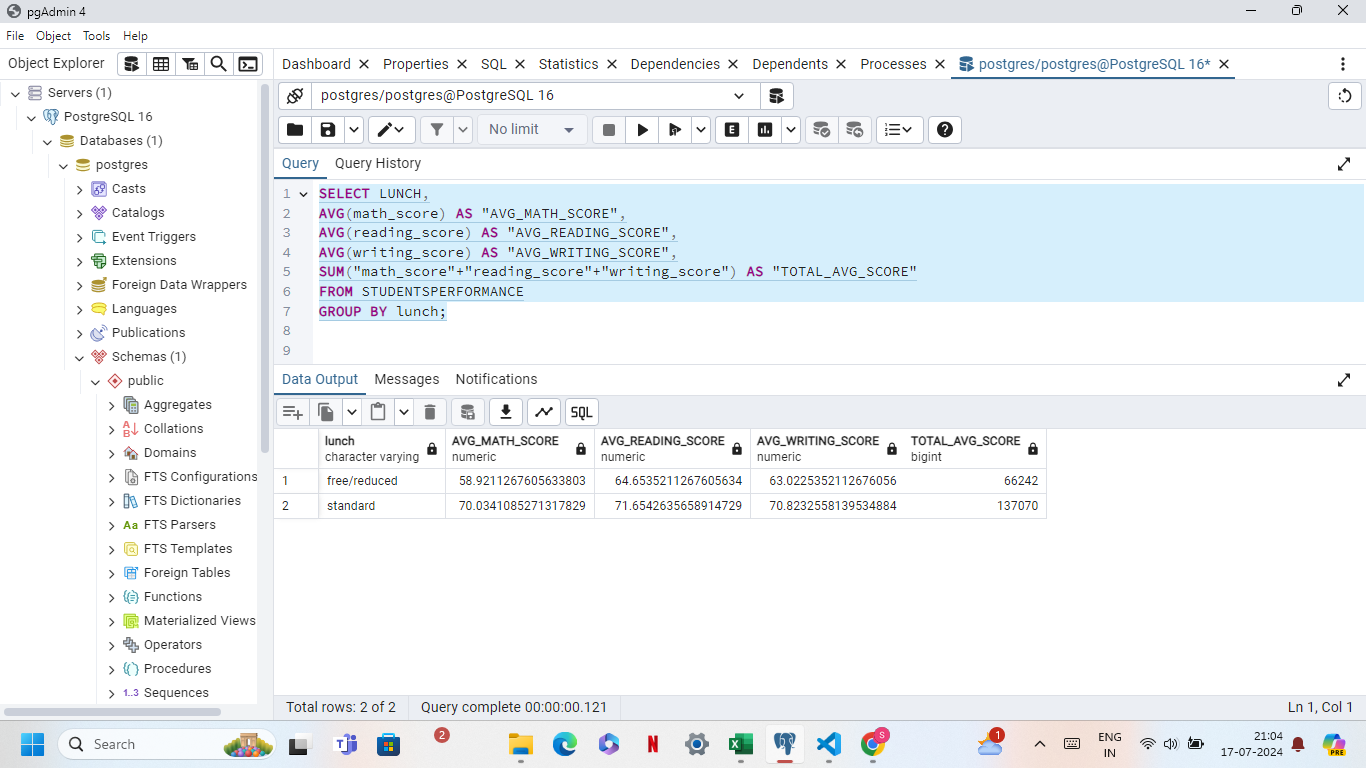 pgAdmin 4
File Object Tools Help
Object Explorer
Dashboard Properties SQL Statistics Dependencies Dependents Processes postgres/postgres@PostgreSQL 16*
Servers (1)
PostgreSQL 16
Databases (1)
postgres
Casts
Catalogs
Event Triggers
Extensions
Foreign Data Wrappers
Languages
Publications
Schemas (1)
public
Aggregates
Collations
Domains
FTS Configurations
FTS Dictionaries
Aa FTS Parsers
FTS Templates
Foreign Tables
Functions
Materialized Views
Operators
Procedures
1..3 Sequences
postgres/postgres@PostgreSQL 16
No limit
E
Query Query History
1 SELECT LUNCH,
2 AVG(math_score) AS "AVG_MATH_SCORE",
3 AVG(reading_score) AS "AVG_READING_SCORE",
4 AVG(writing_score) AS "AVG_WRITING_SCORE",
5 SUM("math_score"+"reading_score"+"writing_score") AS "TOTAL_AVG_SCORE"
6 FROM STUDENTSPERFORMANCE
7 GROUP BY lunch;
8
9
Data Output Messages Notifications
SQL
lunch AVG_MATH_SCORE AVG_READING_SCORE AVG_WRITING_SCORE TOTAL_AVG_SCORE
character varying numeric numeric numeric bigint
1 free/reduced 58.9211267605633803 64.6535211267605634 63.0225352112676056 66242
2 standard 70.0341085271317829 71.6542635658914729 70.8232558139534884 137070
Total rows: 2 of 2 Query complete 00:00:00.121 Ln 1, Col 1
Search
2
N
S
1
ENG
IN
21:04
17-07-2024
PRE